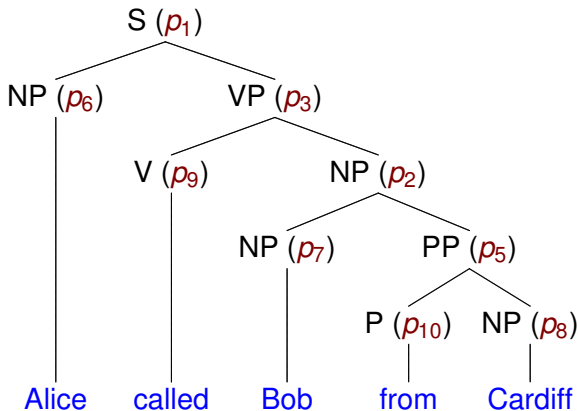 S (p₁)
NP (p₆) VP (p₃)
V (p₉) NP (p₂)
NP (p₇) PP (p₅)
P (p₁₀) NP (p₈)
Alice called Bob from Cardiff